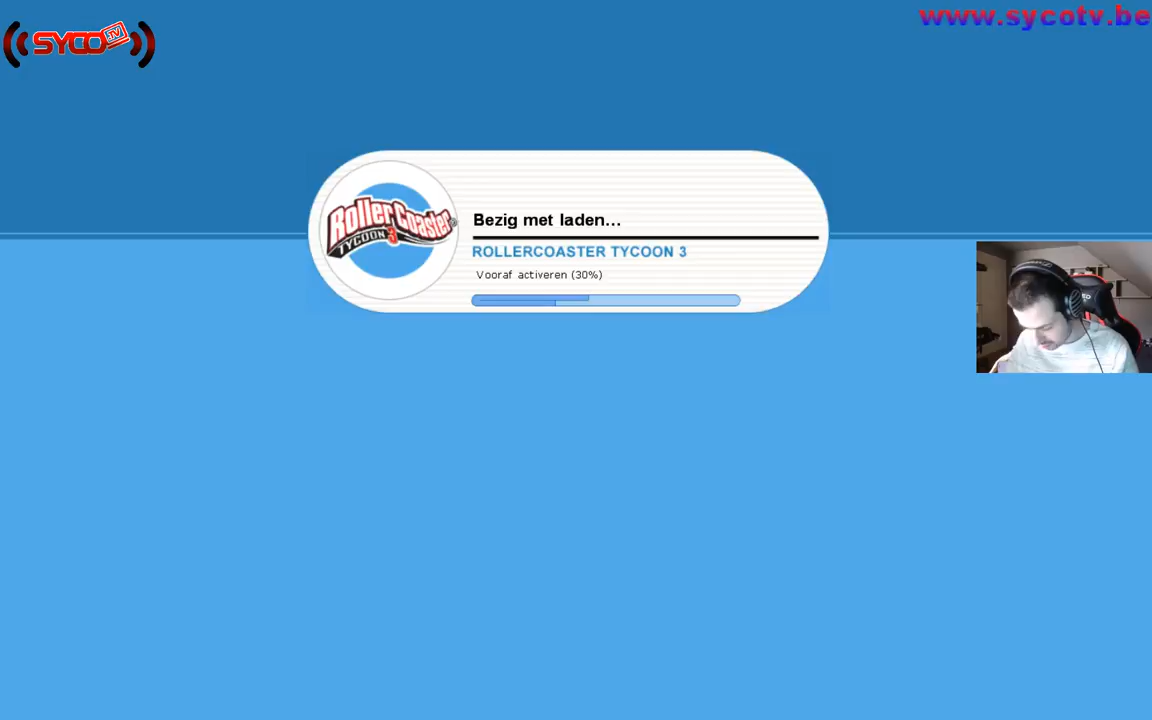 SYCO TV
www.sycotv.be
RollerCoaster®
TYCOON 3
Bezig met laden...
ROLLERCOASTER TYCOON 3
Vooraf activeren (30%)